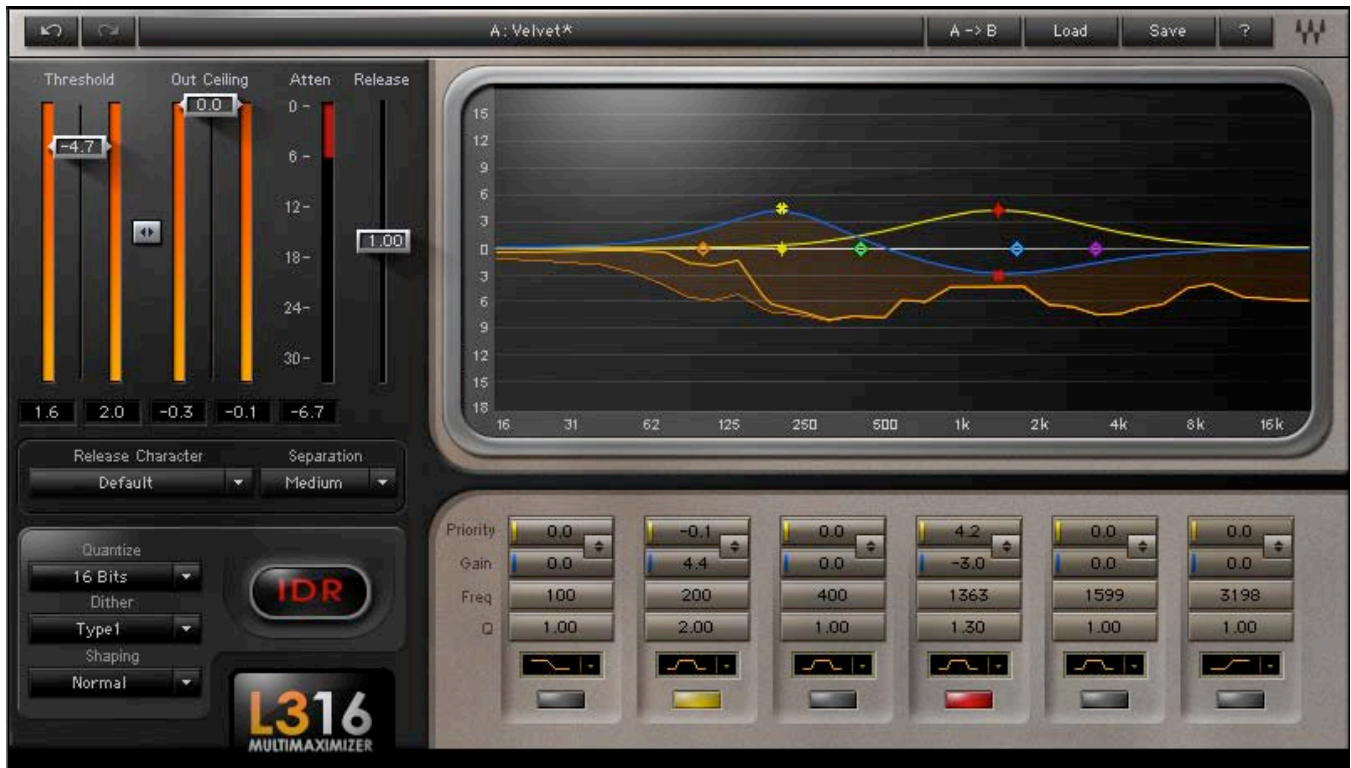 A: Velvet* A->B Load Save ?
Threshold Out Ceiling Atten Release
0.0 0-
-4.7
6-
12-
1.00
18-
24-
30-
1.6 2.0 -0.3 -0.1 -6.7
Release Character Separation
Default Medium
Quantize
16 Bits
Dither
Type1
Shaping
Normal
IDR
L316
MULTIMAXIMIZER
15
12
9
6
3
0
3
6
9
12
15
18
16 31 62 125 250 500 1k 2k 4k 8k 16k
Priority 0.0 -0.1 0.0 4.2 0.0 0.0
Gain 0.0 4.4 0.0 -3.0 0.0 0.0
Freq 100 200 400 1363 1599 3198
Q 1.00 2.00 1.00 1.30 1.00 1.00